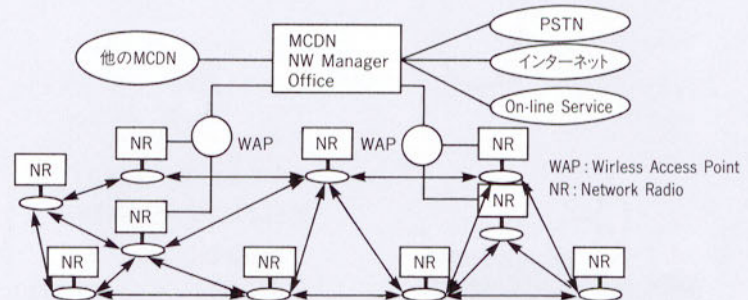 PSTN
他のMCDN
MCDN
NW Manager
Office
インターネット
On-line Service
NR
WAP
NR
WAP
NR
NR
WAP : Wirless Access Point
NR : Network Radio
NR
NR
NR
NR
NR
NR
NR